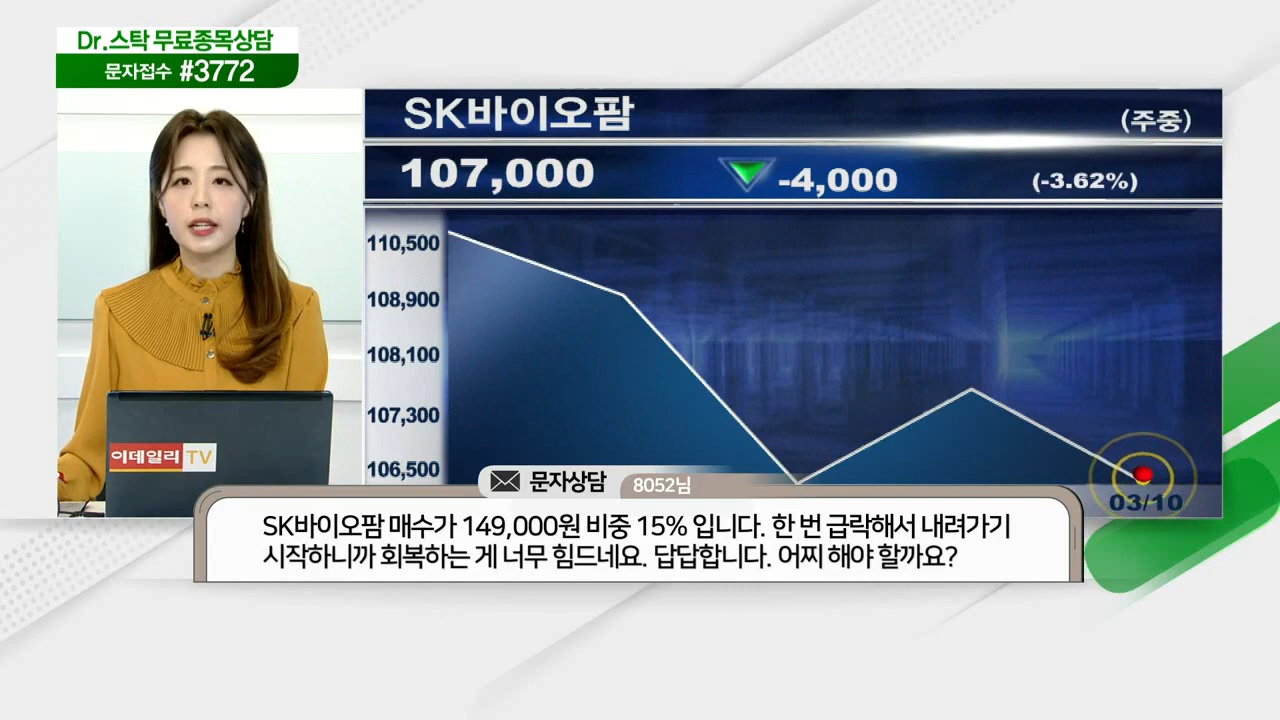 Dr.스탁 무료종목상담
문자접수 #3772
SK바이오팜 (주중)
107,000 -4,000 (-3.62%)
110,500
108,900
108,100
107,300
106,500
03/10
이데일리 TV
문자상담 8052님
SK바이오팜 매수가 149,000원 비중 15% 입니다. 한 번 급락해서 내려가기
시작하니까 회복하는 게 너무 힘드네요. 답답합니다. 어찌 해야 할까요?